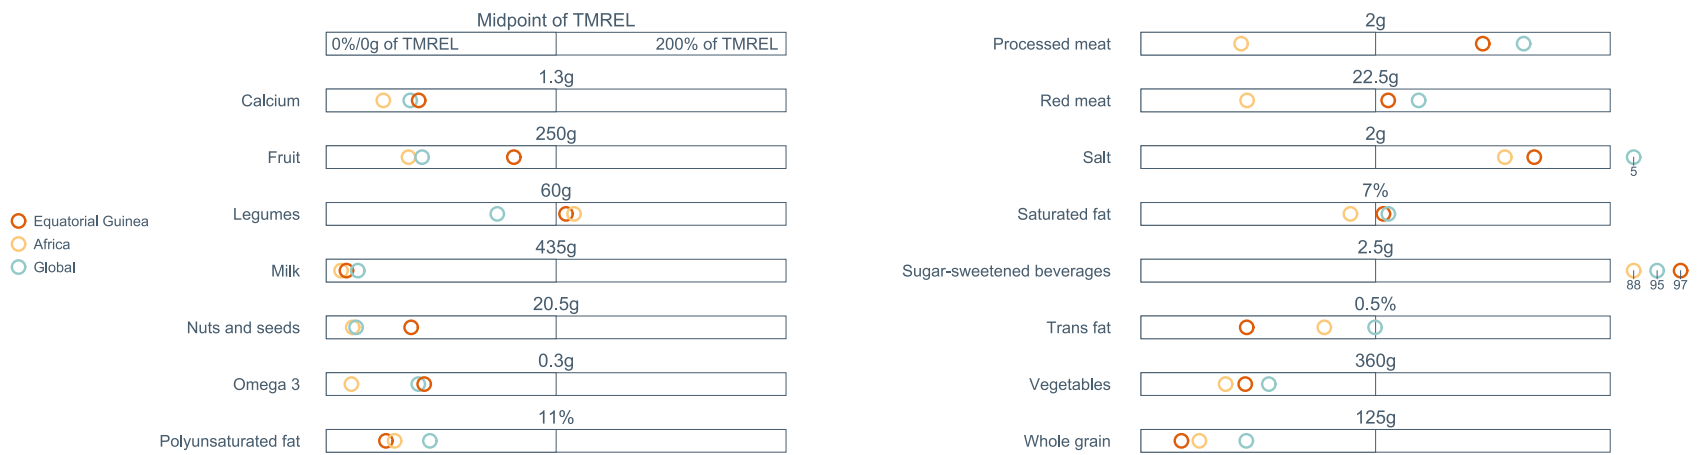 Midpoint of TMREL
0%/0g of TMREL 200% of TMREL
1.3g
Calcium
250g
Fruit
60g
Legumes
435g
Milk
20.5g
Nuts and seeds
0.3g
Omega 3
11%
Polyunsaturated fat
Equatorial Guinea
Africa
Global
2g
Processed meat
22.5g
Red meat
2g
Salt
5
7%
Saturated fat
2.5g
Sugar-sweetened beverages
88 95 97
0.5%
Trans fat
360g
Vegetables
125g
Whole grain